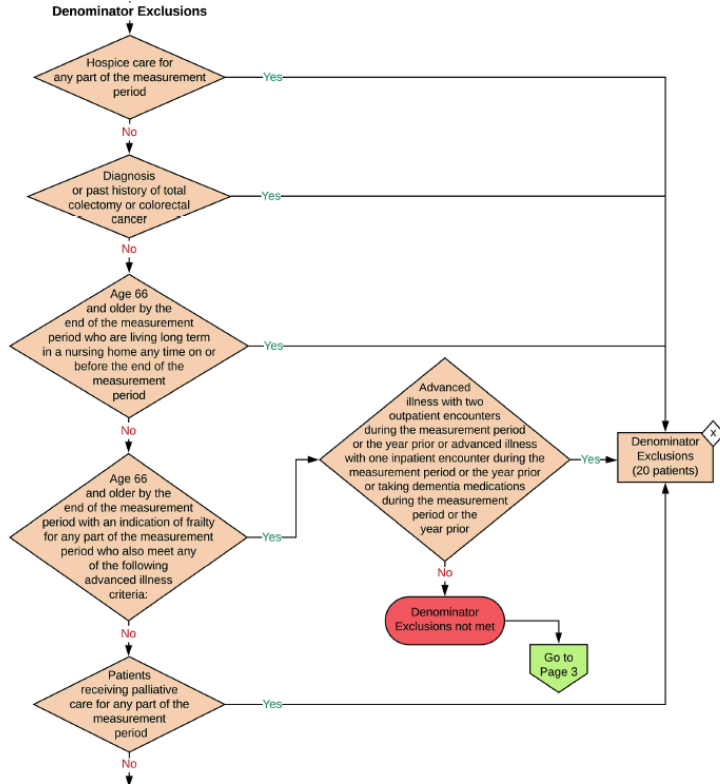 Denominator Exclusions
Hospice care for
any part of the measurement
period
Yes
No
Diagnosis
or past history of total
colectomy or colorectal
cancer
Yes
No
Age 66
and older by the
end of the measurement
period who are living long term
in a nursing home any time on or
before the end of the
measurement
period
Yes
No
Age 66
and older by the
end of the measurement
period with an indication of frailty
for any part of the measurement
period who also meet any
of the following
advanced illness
criteria:
Yes
No
Advanced
illness with two
outpatient encounters
during the measurement period
or the year prior or advanced illness
with one inpatient encounter during the
measurement period or the year prior
or taking dementia medications
during the measurement
period or the
year prior
Yes
No
Denominator
Exclusions
(20 patients)
X
Denominator
Exclusions not met
Go to
Page 3
Patients
receiving palliative
care for any part of the
measurement
period
Yes
No